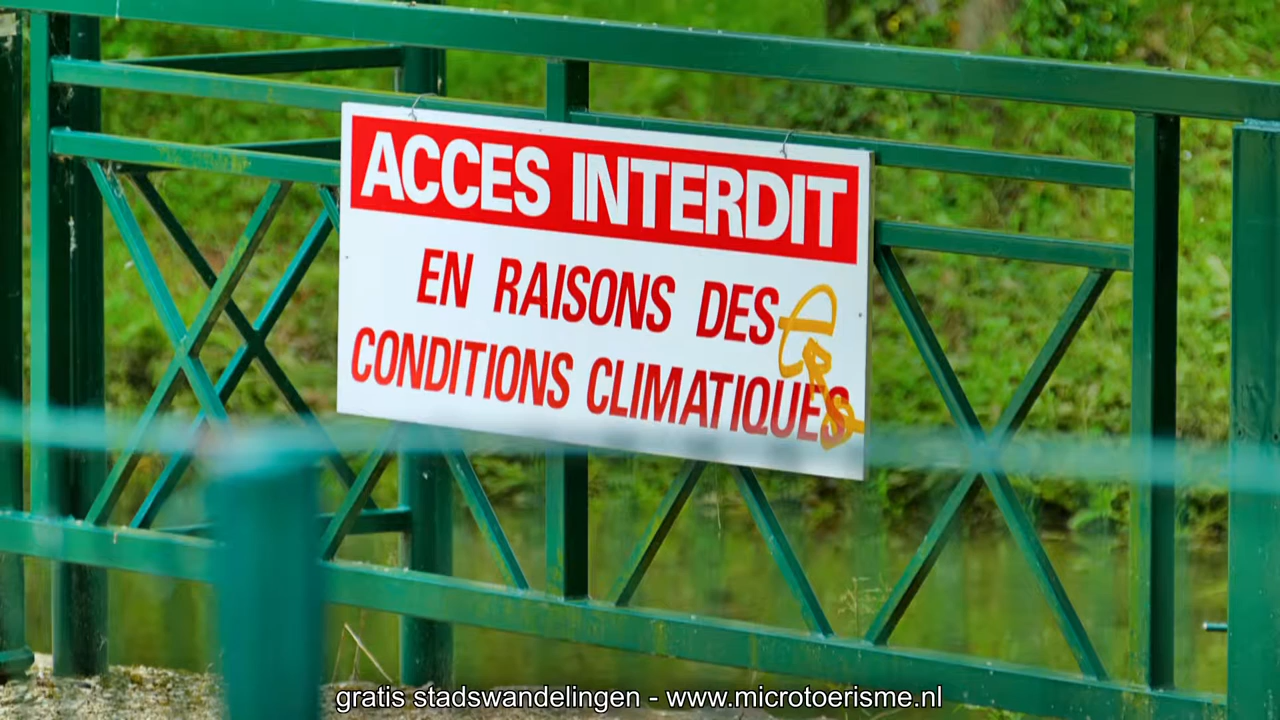 ACCES INTERDIT
EN RAISONS DES
CONDITIONS CLIMATIQUES
gratis stadswandelingen - www.microtoerisme.nl